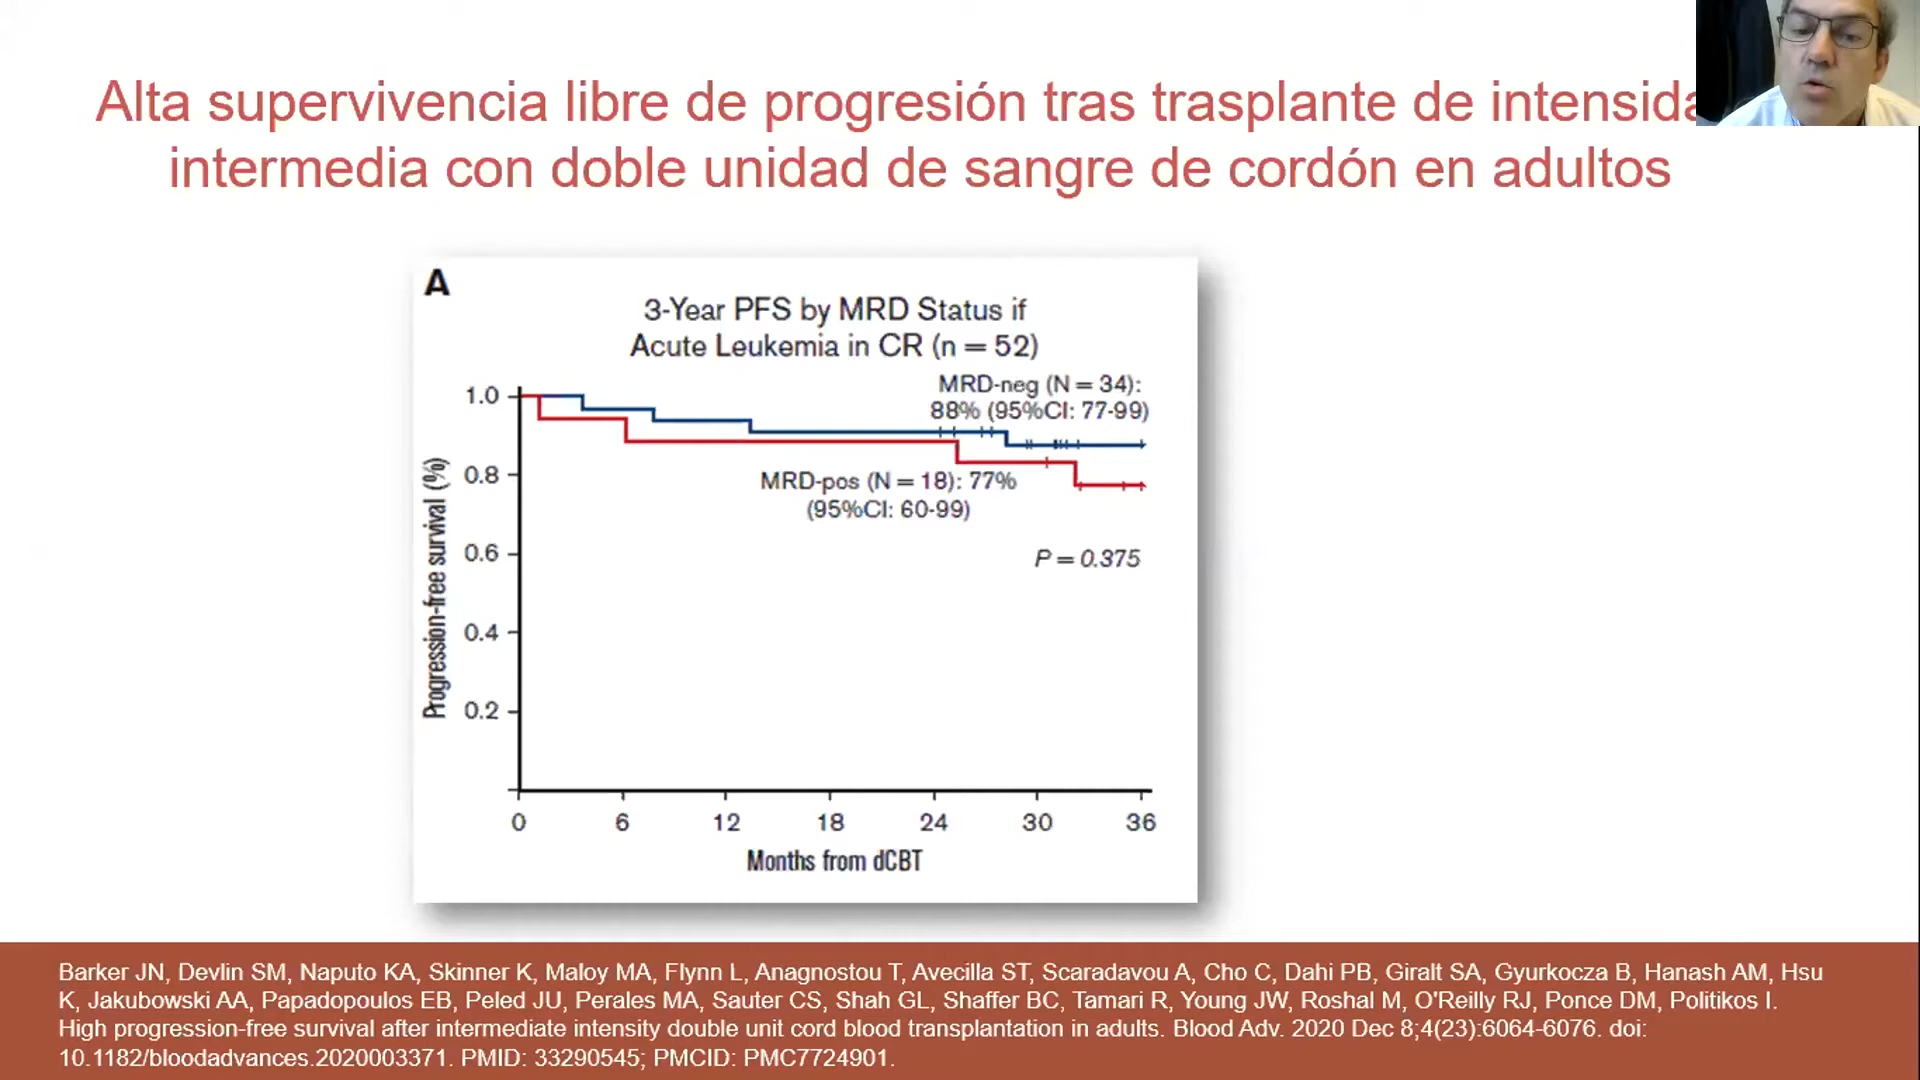 Alta supervivencia libre de progresión tras trasplante de intensida
intermedia con doble unidad de sangre de cordón en adultos
A
3-Year PFS by MRD Status if
Acute Leukemia in CR (n = 52)
MRD-neg (N = 34):
88% (95%CI: 77-99)
MRD-pos (N = 18): 77%
(95%CI: 60-99)
P = 0.375
Progression-free survival (%)
1.0
0.8
0.6
0.4
0.2
0 6 12 18 24 30 36
Months from dCBT
Barker JN, Devlin SM, Naputo KA, Skinner K, Maloy MA, Flynn L, Anagnostou T, Avecilla ST, Scaradavou A, Cho C, Dahi PB, Giralt SA, Gyurkocza B, Hanash AM, Hsu
K, Jakubowski AA, Papadopoulos EB, Peled JU, Perales MA, Sauter CS, Shah GL, Shaffer BC, Tamari R, Young JW, Roshal M, O'Reilly RJ, Ponce DM, Politikos I.
High progression-free survival after intermediate intensity double unit cord blood transplantation in adults. Blood Adv. 2020 Dec 8;4(23):6064-6076. doi:
10.1182/bloodadvances.2020003371. PMID: 33290545; PMCID: PMC7724901.